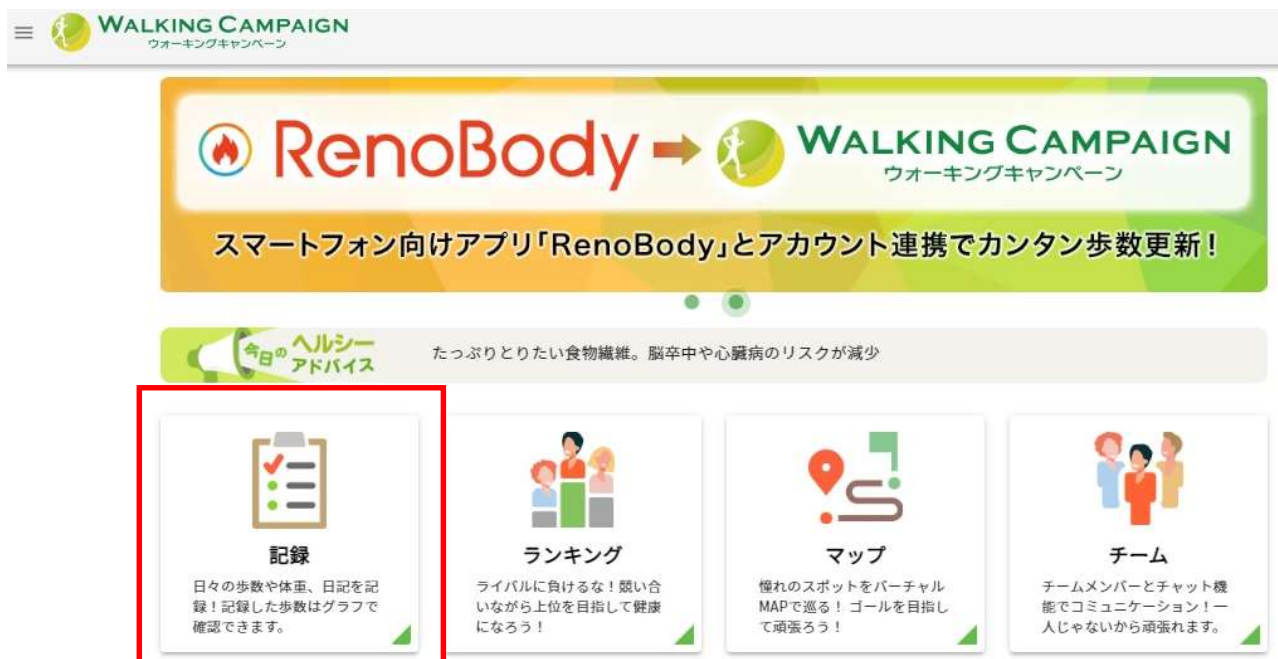 WALKING CAMPAIGN
ウォーキングキャンペーン
RenoBody
WALKING CAMPAIGN
ウォーキングキャンペーン
スマートフォン向けアプリ「RenoBody」とアカウント連携でカンタン歩数更新！
今日の ヘルシー
アドバイス
たっぷりとりたい食物繊維。脳卒中や心臓病のリスクが減少
記録
日々の歩数や体重、日記を記
録！記録した歩数はグラフで
確認できます。
ランキング
ライバルに負けるな！競い合
いながら上位を目指して健康
になろう！
マップ
憧れのスポットをバーチャル
MAPで巡る！ ゴールを目指し
て頑張ろう！
チーム
チームメンバーとチャット機
能でコミュニケーション！一
人じゃないから頑張れます。